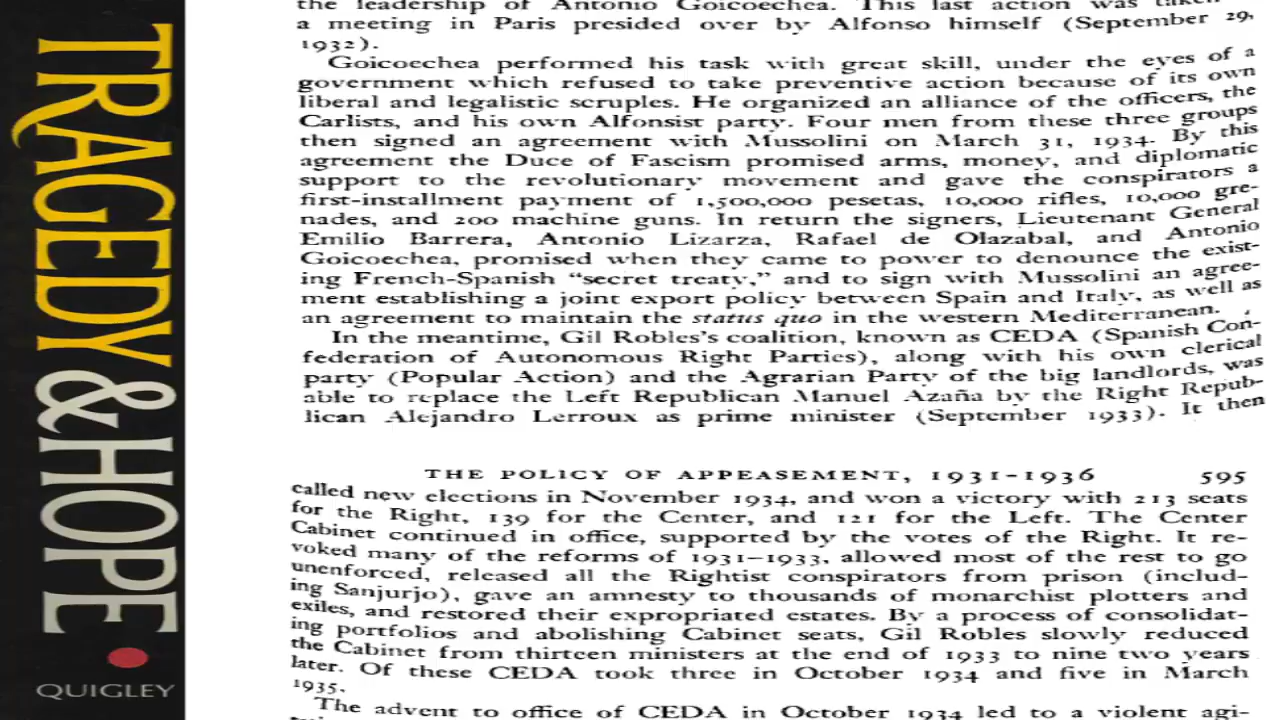 TRAGEDY & HOPE
QUIGLEY
the leadership of Antonio Goicoechea. This last action was taken
a meeting in Paris presided over by Alfonso himself (September 29,
1932).
Goicoechea performed his task with great skill, under the eyes of a
government which refused to take preventive action because of its own
liberal and legalistic scruples. He organized an alliance of the officers, the
Carlists, and his own Alfonsist party. Four men from these three groups
then signed an agreement with Mussolini on March 31, 1934. By this
agreement the Duce of Fascism promised arms, money, and diplomatic
support to the revolutionary movement and gave the conspirators a
first-installment payment of 1,500,000 pesetas, 10,000 rifles, 10,000 gre-
nades, and 200 machine guns. In return the signers, Lieutenant General
Emilio Barrera, Antonio Lizarza, Rafael de Olazabal, and Antonio
Goicoechea, promised when they came to power to denounce the exist-
ing French-Spanish “secret treaty,” and to sign with Mussolini an agree-
ment establishing a joint export policy between Spain and Italy, as well as
an agreement to maintain the status quo in the western Mediterranean.
In the meantime, Gil Robles's coalition, known as CEDA (Spanish Con-
federation of Autonomous Right Parties), along with his own clerical
party (Popular Action) and the Agrarian Party of the big landlords, was
able to replace the Left Republican Manuel Azaña by the Right Repub-
lican Alejandro Lerroux as prime minister (September 1933). It then
THE POLICY OF APPEASEMENT, 1931-1936 595
called new elections in November 1934, and won a victory with 213 seats
for the Right, 139 for the Center, and 121 for the Left. The Center
Cabinet continued in office, supported by the votes of the Right. It re-
voked many of the reforms of 1931-1933, allowed most of the rest to go
unenforced, released all the Rightist conspirators from prison (includ-
ing Sanjurjo), gave an amnesty to thousands of monarchist plotters and
exiles, and restored their expropriated estates. By a process of consolidat-
ing portfolios and abolishing Cabinet seats, Gil Robles slowly reduced
the Cabinet from thirteen ministers at the end of 1933 to nine two years
later. Of these CEDA took three in October 1934 and five in March
1935.
The advent to office of CEDA in October 1934 led to a violent agi-